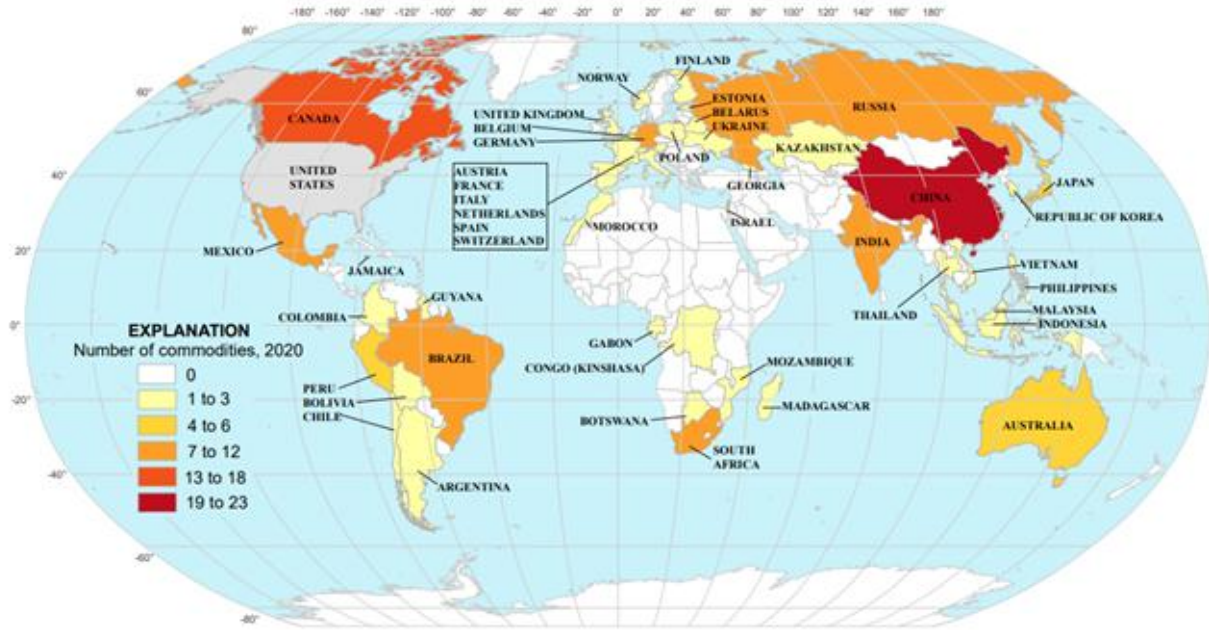 -180° -160° -140° -120° -100° -80° -60° -40° -20° 0° 20° 40° 60° 80° 100° 120° 140° 160° 180°
80°
FINLAND
NORWAY
ESTONIA
RUSSIA
UNITED KINGDOM
BELARUS
CANADA
BELGIUM
UKRAINE
GERMANY
KAZAKHSTAN
POLAND
UNITED
STATES
AUSTRIA
FRANCE
ITALY
NETHERLANDS
SPAIN
SWITZERLAND
GEORGIA
40°
JAPAN
CHINA
REPUBLIC OF KOREA
ISRAEL
MOROCCO
INDIA
MEXICO
20°
JAMAICA
VIETNAM
GUYANA
PHILIPPINES
THAILAND
MALAYSIA
COLOMBIA
INDONESIA
0°
EXPLANATION
Number of commodities, 2020
0
1 to 3
4 to 6
7 to 12
13 to 18
19 to 23
GABON
BRAZIL
CONGO (KINSHASA)
MOZAMBIQUE
PERU
BOLIVIA
CHILE
-20°
BOTSWANA
MADAGASCAR
AUSTRALIA
SOUTH
AFRICA
-40°
ARGENTINA
-60°
-80°